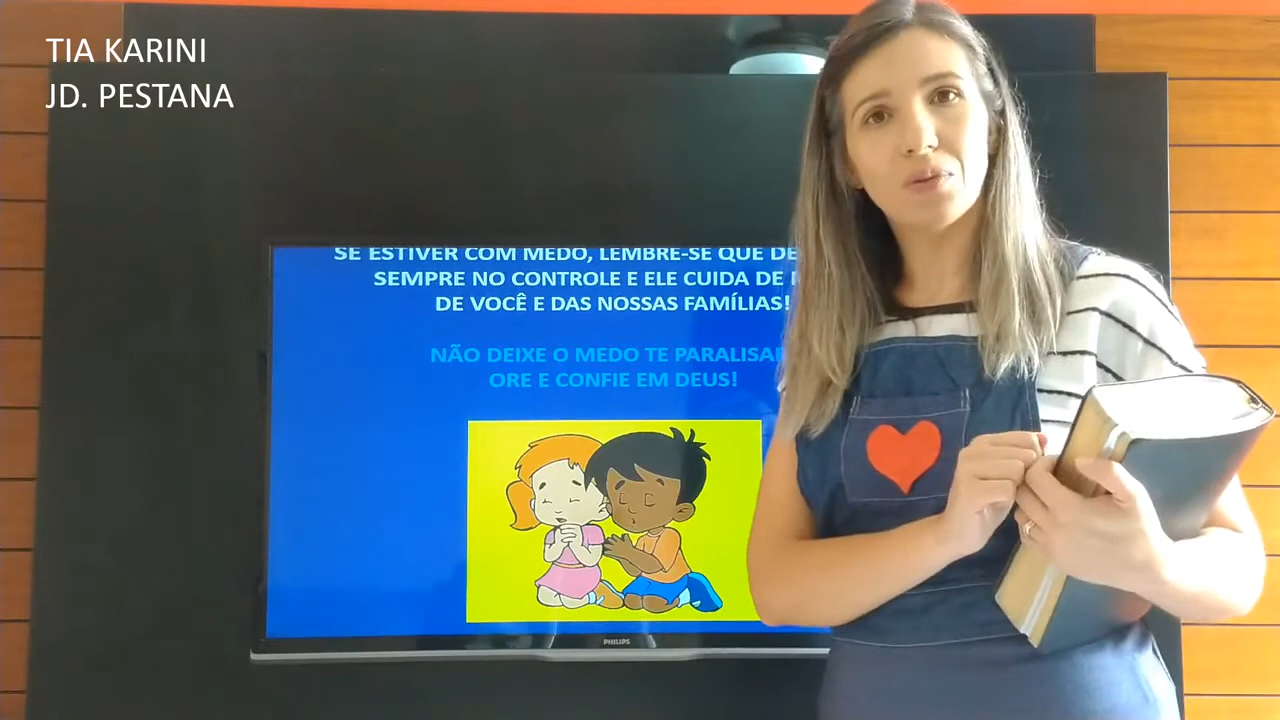 TIA KARINI
JD. PESTANA
SE ESTIVER COM MEDO, LEMBRE-SE QUE
SEMPRE NO CONTROLE E ELE CUIDA DE
DE VOCÊ E DAS NOSSAS FAMÍLIAS!
NÃO DEIXE O MEDO TE PARALISAR
ORE E CONFIE EM DEUS!
PHILIPS